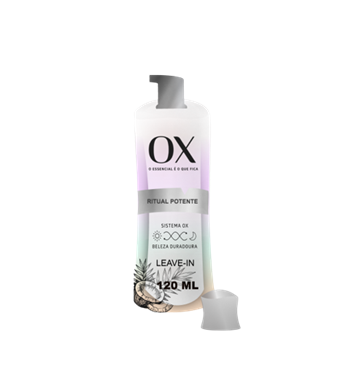 OX
O ESSENCIAL É O QUE FICA
RITUAL POTENTE
SISTEMA OX
BELEZA DURADOURA
LEAVE-IN
120 ML